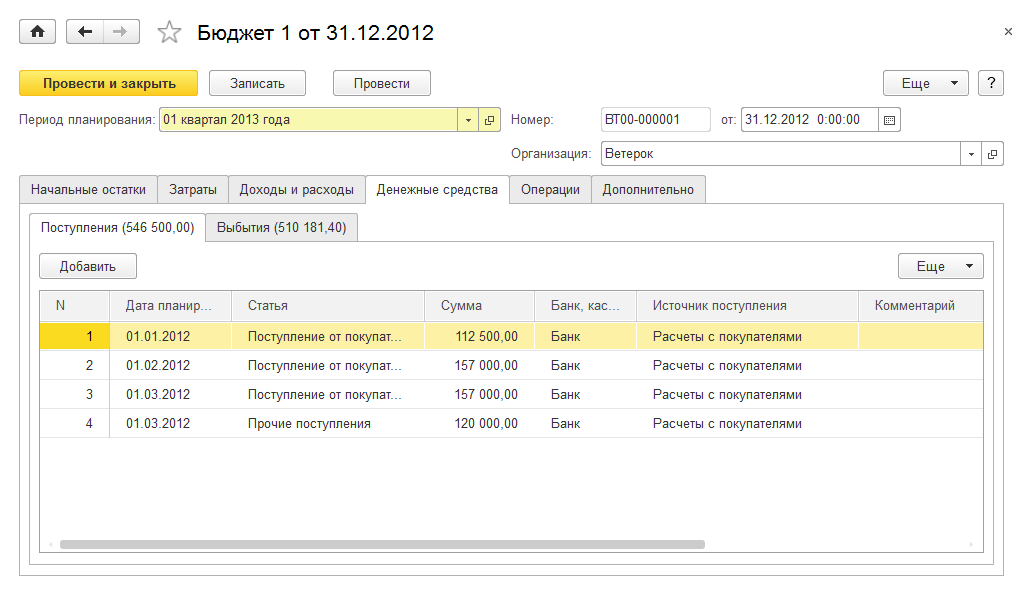 Бюджет 1 от 31.12.2012
×
Провести и закрыть Записать Провести Еще ?
Период планирования: 01 квартал 2013 года Номер: ВТ00-000001 от: 31.12.2012 0:00:00
Организация: Ветерок
Начальные остатки Затраты Доходы и расходы Денежные средства Операции Дополнительно
Поступления (546 500,00) Выбытия (510 181,40)
Добавить Еще
N Дата планир... Статья Сумма Банк, кас... Источник поступления Комментарий
1 01.01.2012 Поступление от покупат... 112 500,00 Банк Расчеты с покупателями
2 01.02.2012 Поступление от покупат... 157 000,00 Банк Расчеты с покупателями
3 01.03.2012 Поступление от покупат... 157 000,00 Банк Расчеты с покупателями
4 01.03.2012 Прочие поступления 120 000,00 Банк Расчеты с покупателями